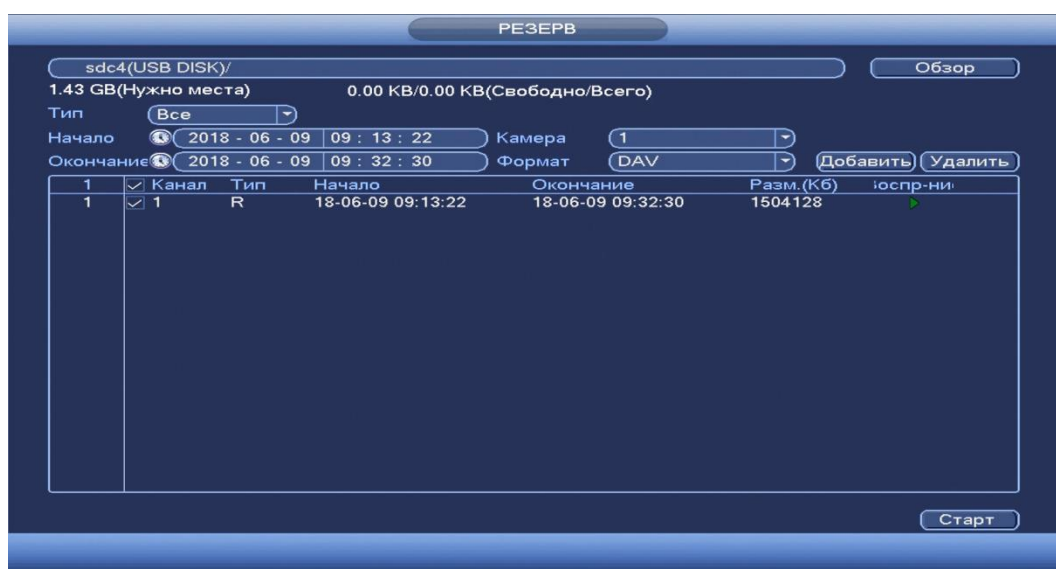 РЕЗЕРВ
sdc4(USB DISK)/ Обзор
1.43 GB(Нужно места) 0.00 KB/0.00 KB(Свободно/Всего)
Тип Все
Начало 2018 - 06 - 09 09 : 13 : 22 Камера 1
Окончание 2018 - 06 - 09 09 : 32 : 30 Формат DAV Добавить Удалить
1 Канал Тип Начало Окончание Разм.(Кб)
1 1 R 18-06-09 09:13:22 18-06-09 09:32:30 1504128
Старт